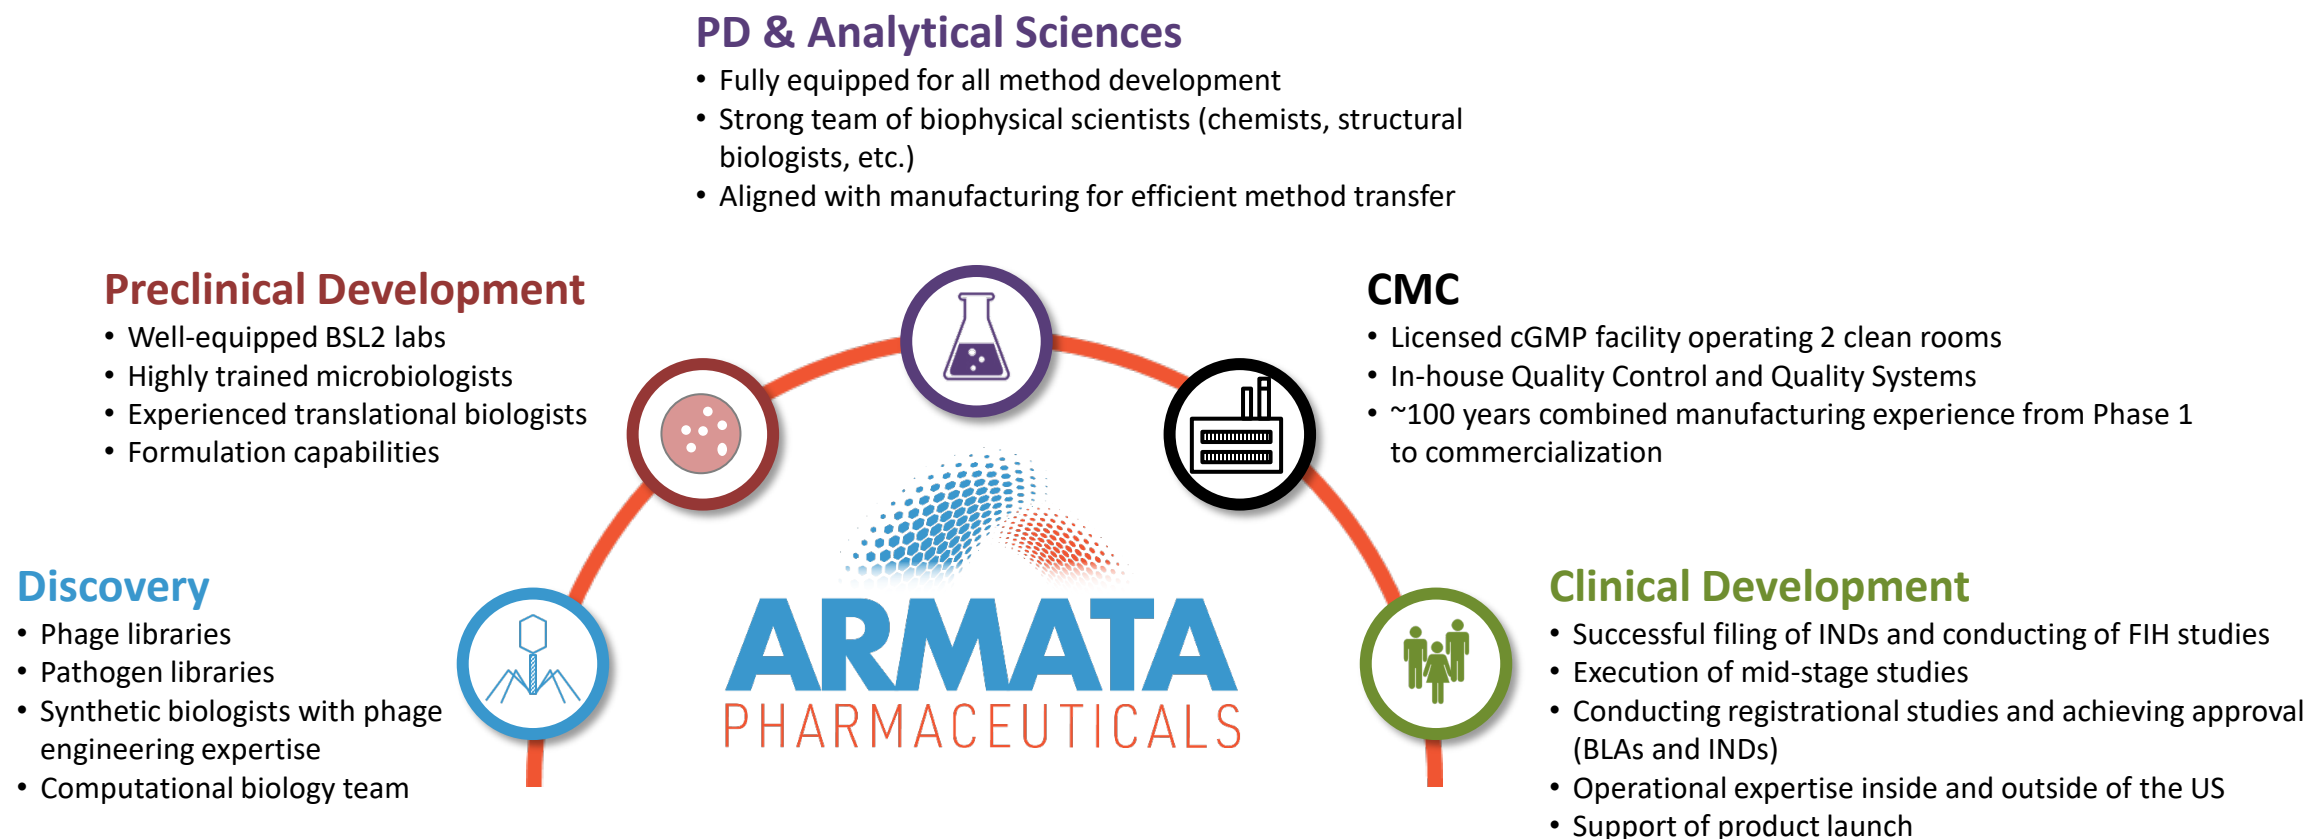 PD & Analytical Sciences
• Fully equipped for all method development
• Strong team of biophysical scientists (chemists, structural
biologists, etc.)
• Aligned with manufacturing for efficient method transfer
Preclinical Development
• Well-equipped BSL2 labs
• Highly trained microbiologists
• Experienced translational biologists
• Formulation capabilities
CMC
• Licensed cGMP facility operating 2 clean rooms
• In-house Quality Control and Quality Systems
• ~100 years combined manufacturing experience from Phase 1
to commercialization
Discovery
• Phage libraries
• Pathogen libraries
• Synthetic biologists with phage
engineering expertise
• Computational biology team
ARMATA
PHARMACEUTICALS
Clinical Development
• Successful filing of INDs and conducting of FIH studies
• Execution of mid-stage studies
• Conducting registrational studies and achieving approval
(BLAs and INDs)
• Operational expertise inside and outside of the US
• Support of product launch